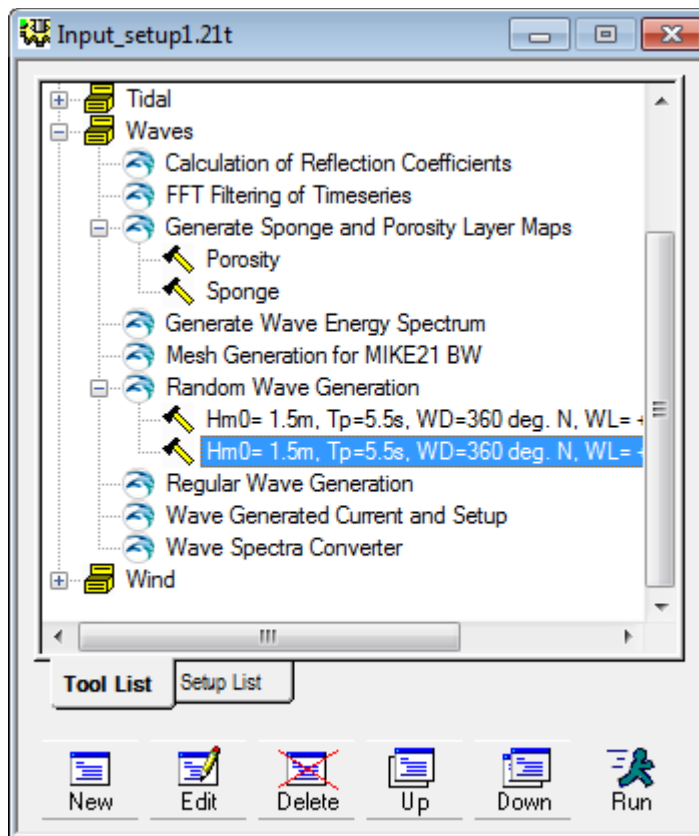 Input_setup1.21t
Tidal
Waves
Calculation of Reflection Coefficients
FFT Filtering of Timeseries
Generate Sponge and Porosity Layer Maps
Porosity
Sponge
Generate Wave Energy Spectrum
Mesh Generation for MIKE21 BW
Random Wave Generation
Hm0= 1.5m, Tp=5.5s, WD=360 deg. N, WL= +
Hm0= 1.5m, Tp=5.5s, WD=360 deg. N, WL= +
Regular Wave Generation
Wave Generated Current and Setup
Wave Spectra Converter
Wind
Tool List Setup List
New Edit Delete Up Down Run